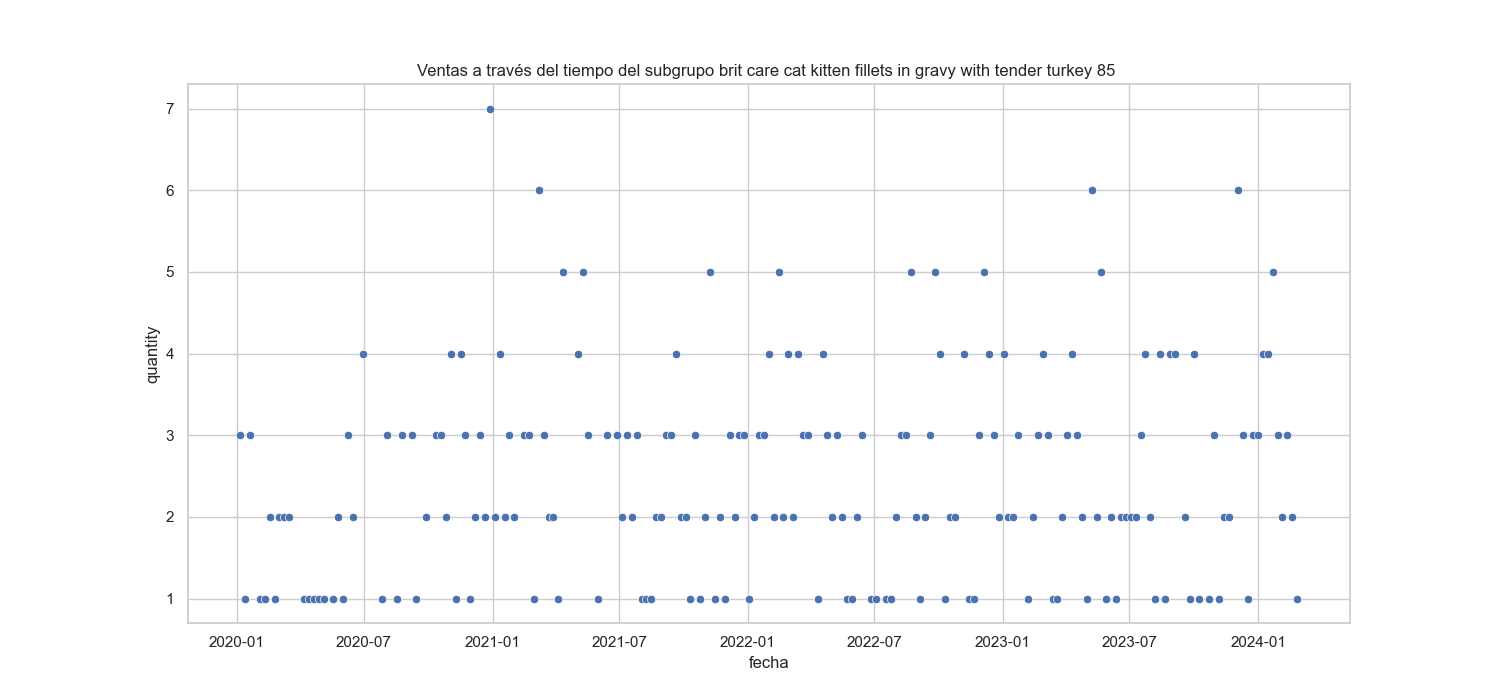 Ventas a través del tiempo del subgrupo brit care cat kitten fillets in gravy with tender turkey 85
7
6
5
4
3
2
1
quantity
2020-01 2020-07 2021-01 2021-07 2022-01 2022-07 2023-01 2023-07 2024-01
fecha